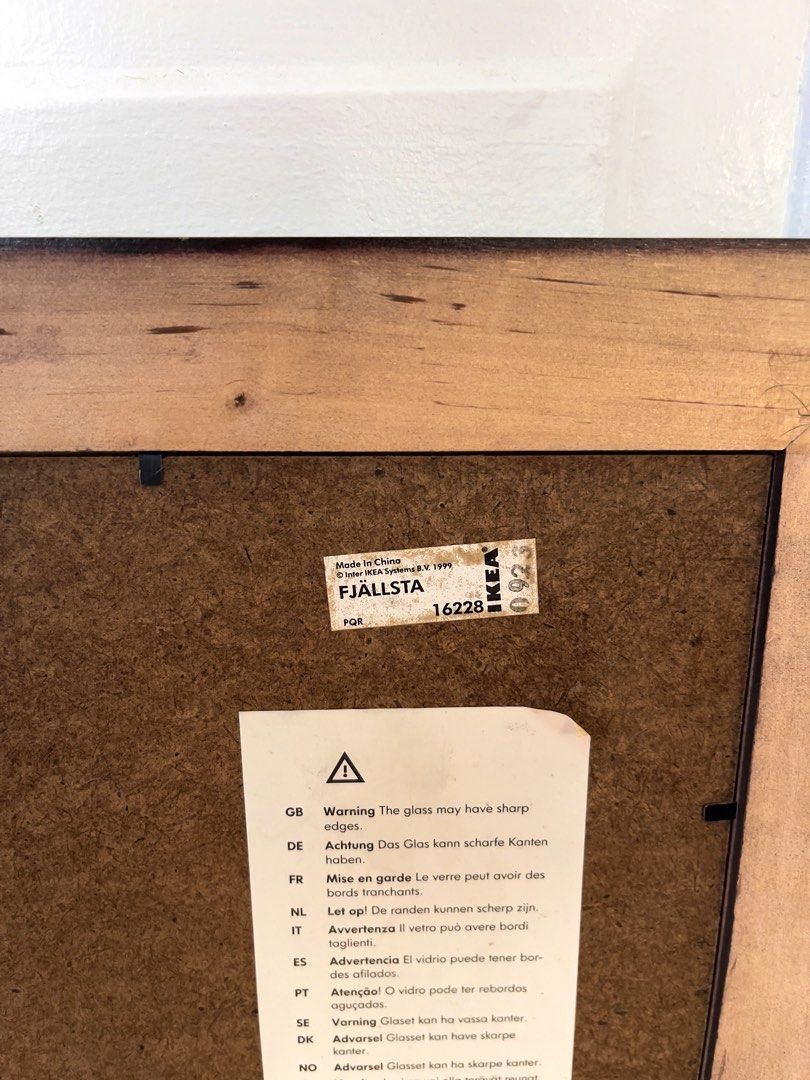 Made In China
© Inter IKEA Systems B.V. 1999
FJÄLLSTA
16228
PQR
IKEA®
0923
GB Warning The glass may have sharp
edges.
DE Achtung Das Glas kann scharfe Kanten
haben.
FR Mise en garde Le verre peut avoir des
bords tranchants.
NL Let op! De randen kunnen scherp zijn.
IT Avvertenza Il vetro può avere bordi
taglienti.
ES Advertencia El vidrio puede tener bor-
des afilados.
PT Atenção! O vidro pode ter rebordos
aguçados.
SE Varning Glaset kan ha vassa kanter.
DK Advarsel Glasset kan have skarpe
kanter.
NO Advarsel Glasset kan ha skarpe kanter.